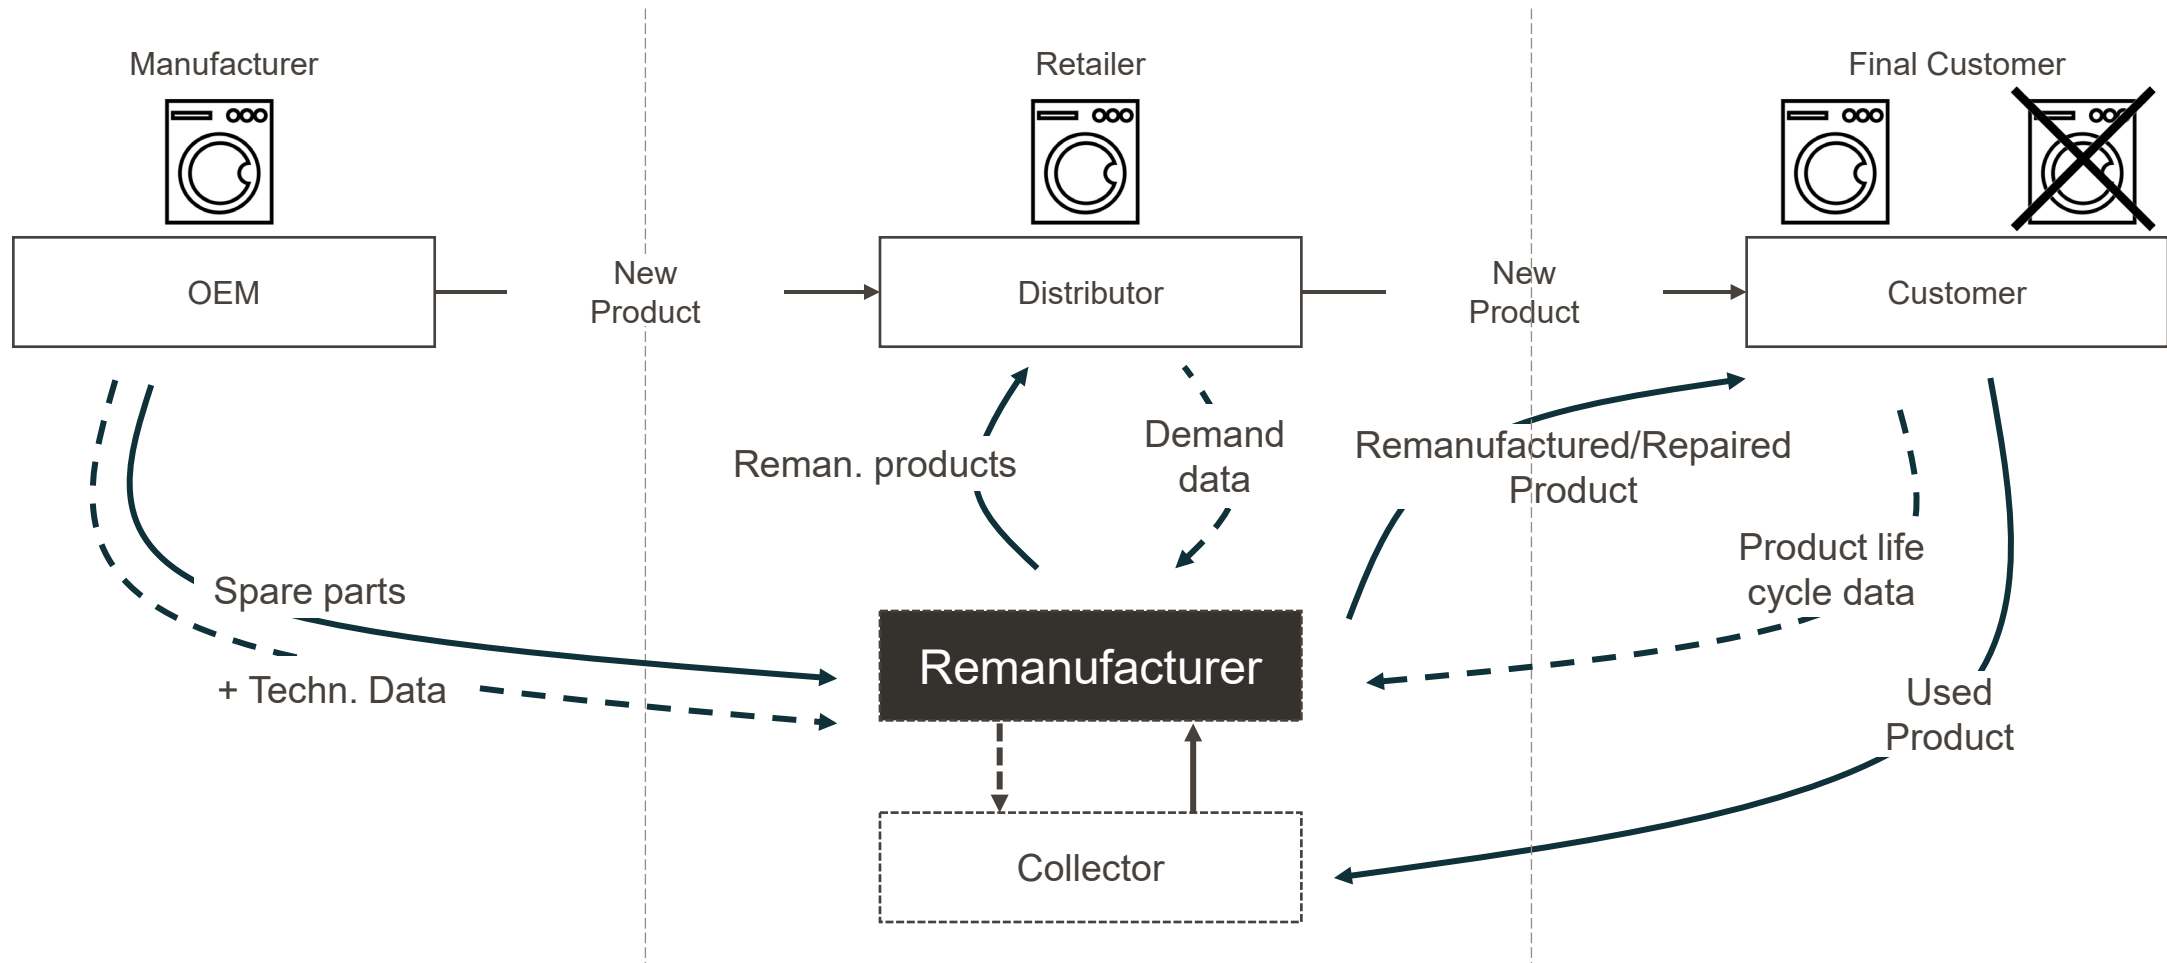 Manufacturer
Retailer
Final Customer
OEM
New
Product
Distributor
New
Product
Customer
Reman. products
Demand
data
Remanufactured/Repaired
Product
Product life
cycle data
Spare parts
+ Techn. Data
Remanufacturer
Used
Product
Collector